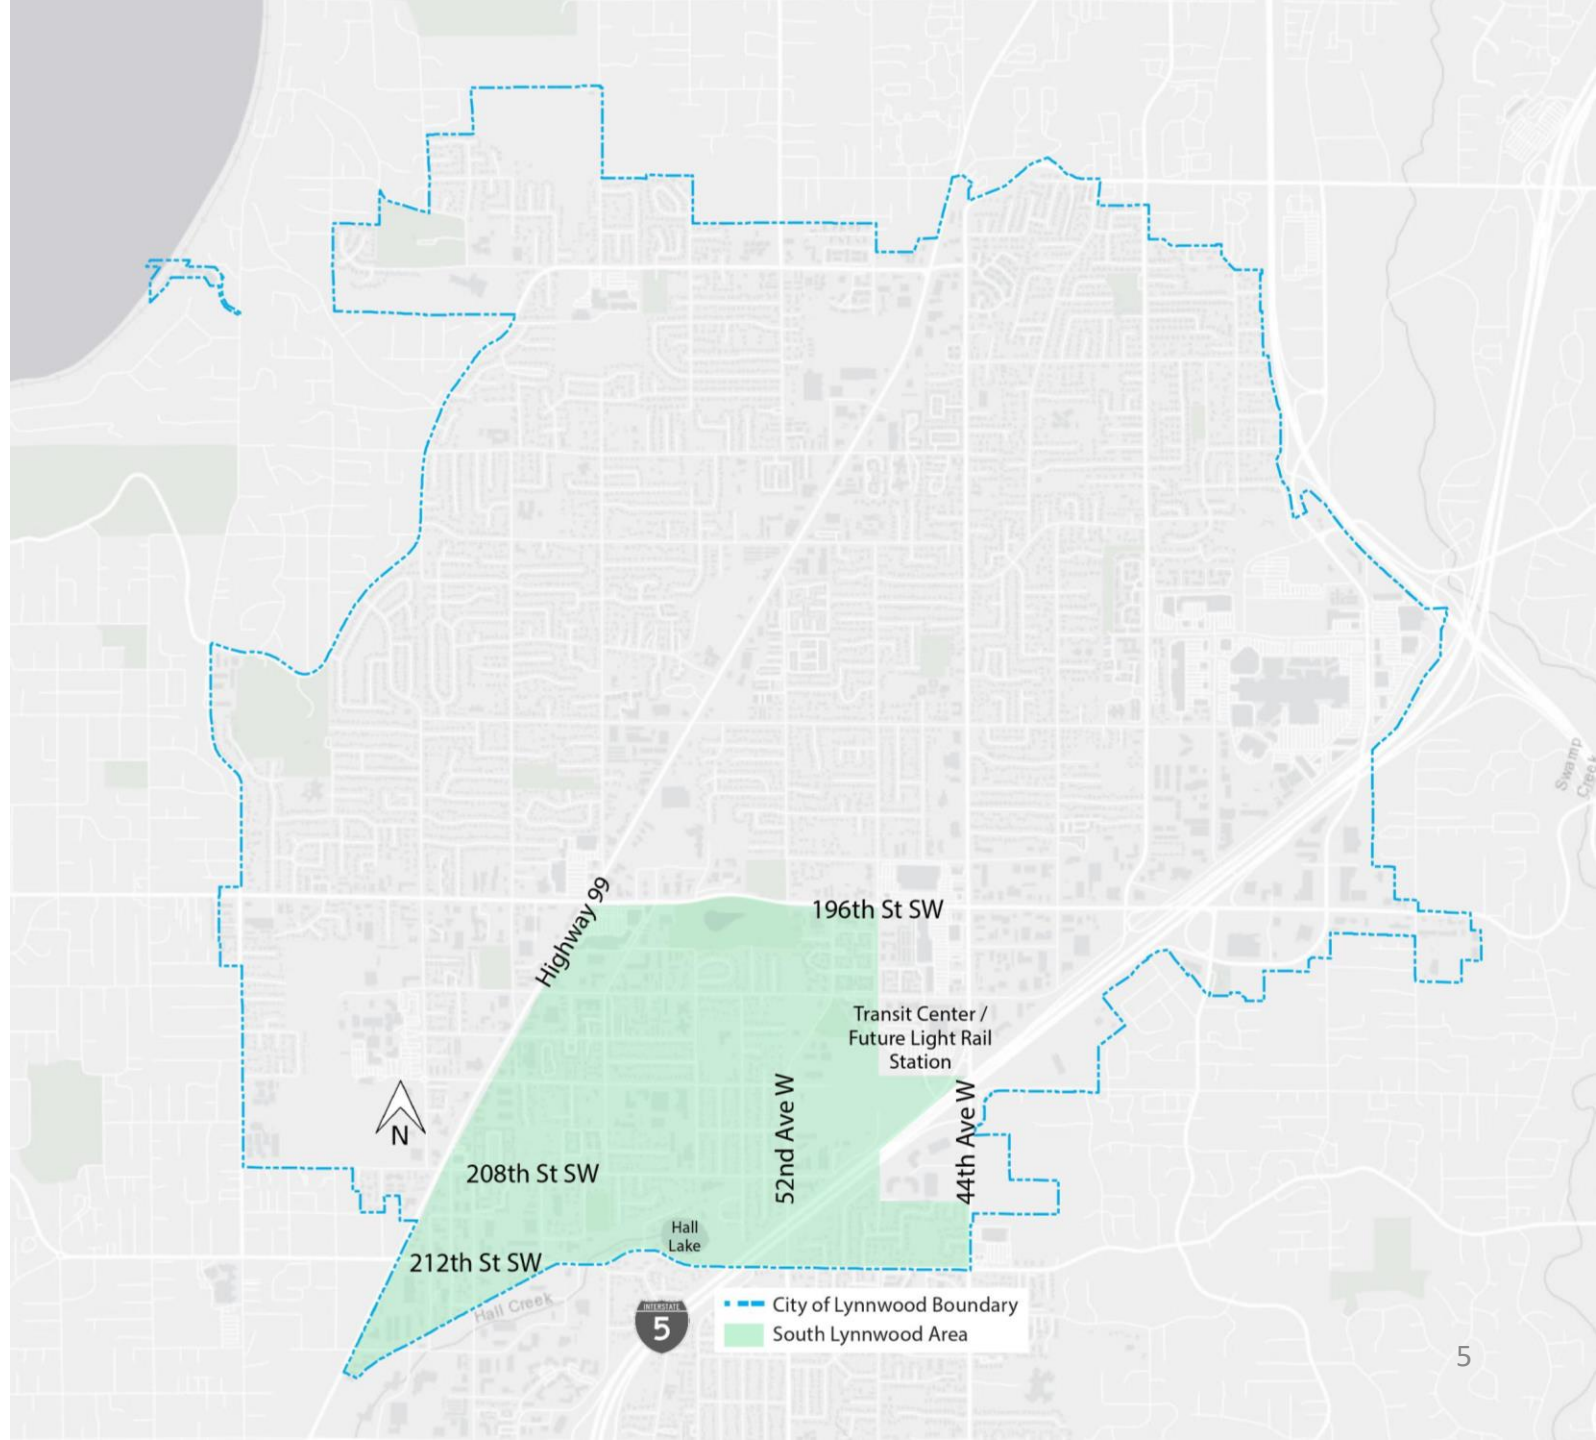 Swamp
Creek
Highway 99
196th St SW
Transit Center /
Future Light Rail
Station
52nd Ave W
44th Ave W
N
208th St SW
Hall
Lake
212th St SW
Hall Creek
INTERSTATE
5
City of Lynnwood Boundary
South Lynnwood Area
5